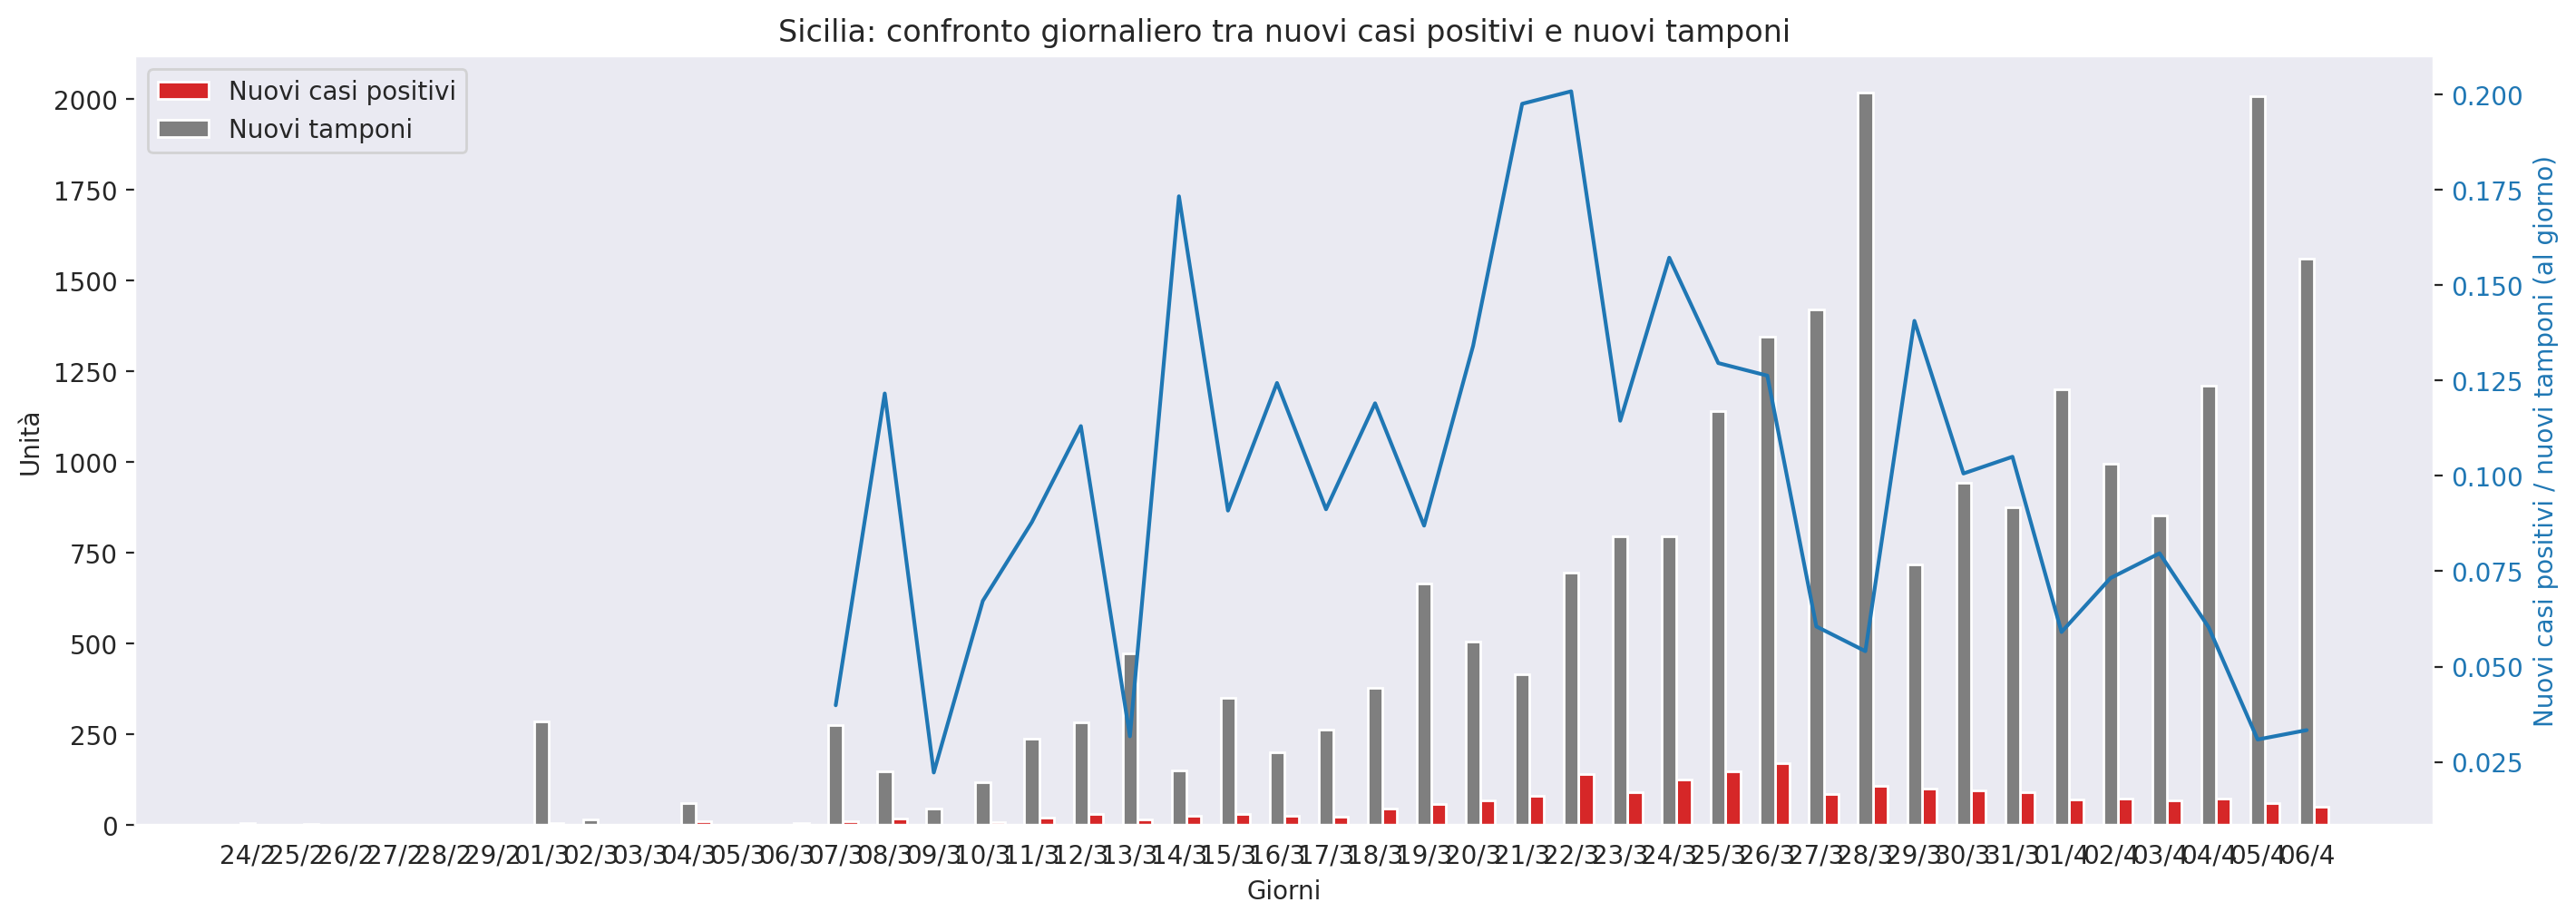 Sicilia: confronto giornaliero tra nuovi casi positivi e nuovi tamponi
Nuovi casi positivi
Nuovi tamponi
2000
1750
1500
1250
1000
750
500
250
0
Unità
0.200
0.175
0.150
0.125
0.100
0.075
0.050
0.025
Nuovi casi positivi / nuovi tamponi (al giorno)
24/2 25/2 26/2 27/2 28/2 29/2 01/3 02/3 03/3 04/3 05/3 06/3 07/3 08/3 09/3 10/3 11/3 12/3 13/3 14/3 15/3 16/3 17/3 18/3 19/3 20/3 21/3 22/3 23/3 24/3 25/3 26/3 27/3 28/3 29/3 30/3 31/3 01/4 02/4 03/4 04/4 05/4 06/4
Giorni